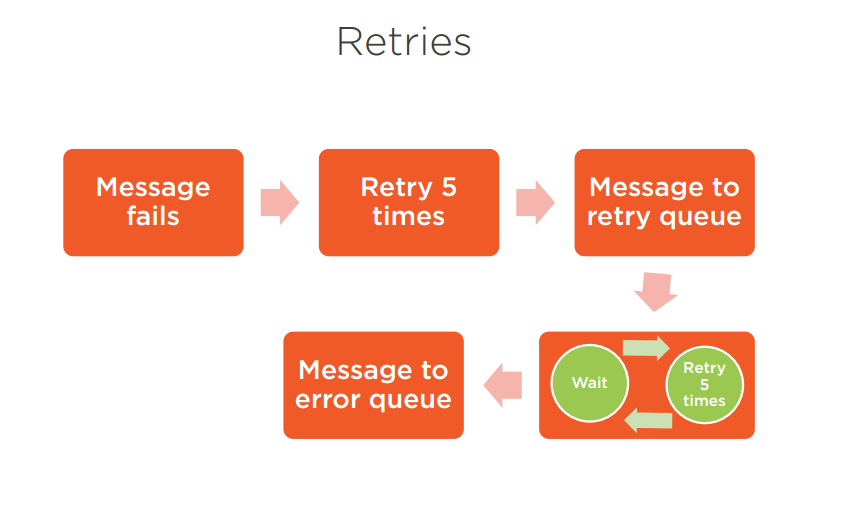 Retries
Message
fails
Retry 5
times
Message to
retry queue
Message to
error queue
Wait
Retry
5
times